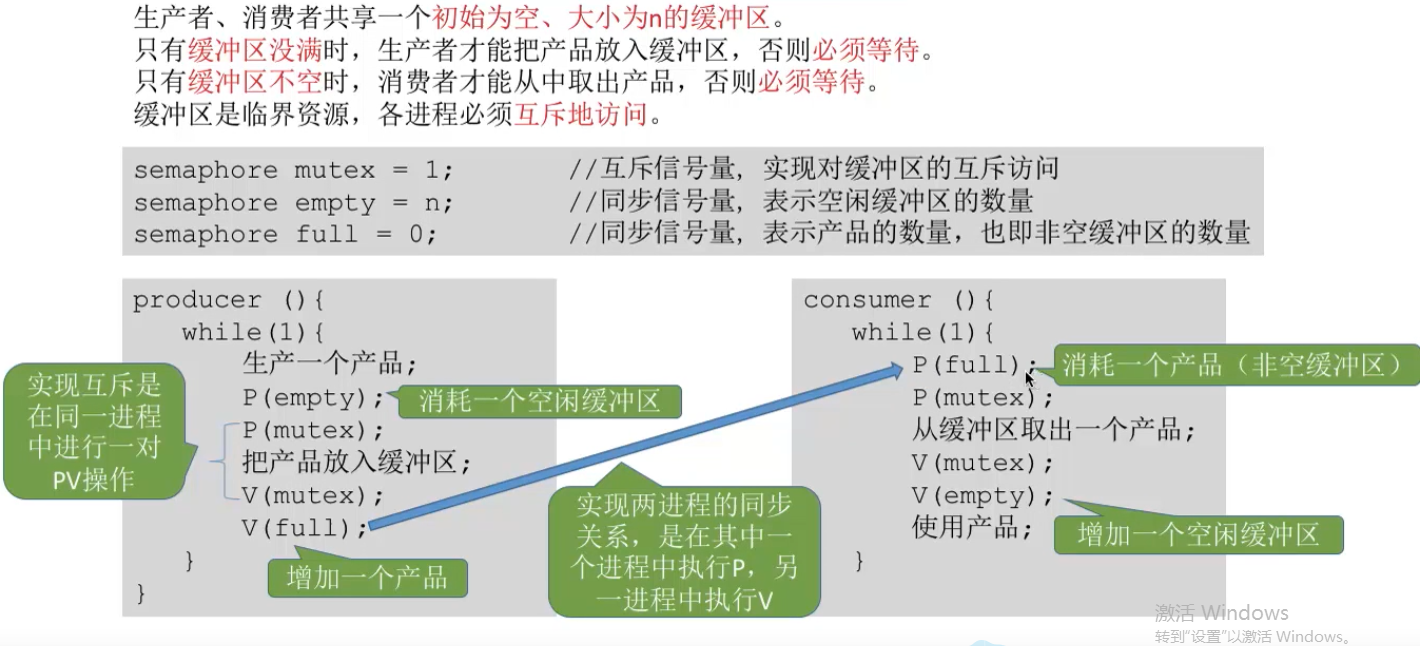 生产者、消费者共享一个初始为空、大小为n的缓冲区。
只有缓冲区没满时，生产者才能把产品放入缓冲区，否则必须等待。
只有缓冲区不空时，消费者才能从中取出产品，否则必须等待。
缓冲区是临界资源，各进程必须互斥地访问。
semaphore mutex = 1; //互斥信号量，实现对缓冲区的互斥访问
semaphore empty = n; //同步信号量，表示空闲缓冲区的数量
semaphore full = 0; //同步信号量，表示产品的数量，也即非空缓冲区的数量
producer (){
while(1){
生产一个产品;
P(empty);
P(mutex);
把产品放入缓冲区;
V(mutex);
V(full);
}
}
实现互斥是
在同一进程
中进行一对
PV操作
消耗一个空闲缓冲区
增加一个产品
实现两进程的同步
关系，是在其中一
个进程中执行P，另
一进程中执行V
consumer (){
while(1){
P(full);
P(mutex);
从缓冲区取出一个产品;
V(mutex);
V(empty);
使用产品;
}
消耗一个产品（非空缓冲区）
增加一个空闲缓冲区
激活 Windows
转到"设置"以激活 Windows。